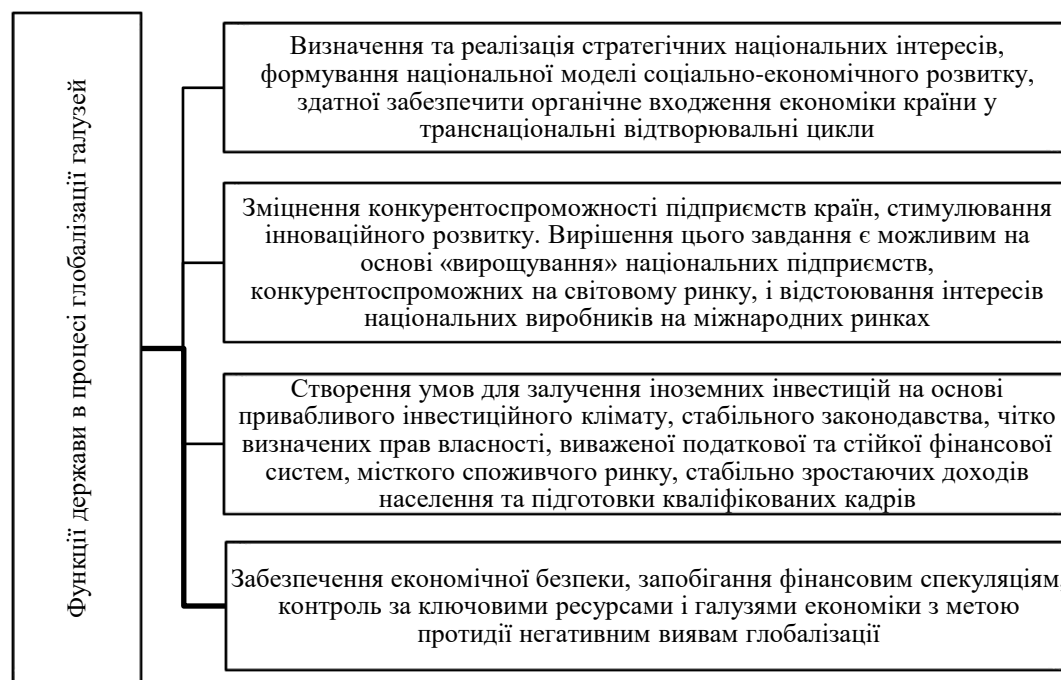 Функції держави в процесі глобалізації галузей
Визначення та реалізація стратегічних національних інтересів,
формування національної моделі соціально-економічного розвитку,
здатної забезпечити органічне входження економіки країни у
транснаціональні відтворювальні цикли
Зміцнення конкурентоспроможності підприємств країн, стимулювання
інноваційного розвитку. Вирішення цього завдання є можливим на
основі «вирощування» національних підприємств,
конкурентоспроможних на світовому ринку, і відстоювання інтересів
національних виробників на міжнародних ринках
Створення умов для залучення іноземних інвестицій на основі
привабливого інвестиційного клімату, стабільного законодавства, чітко
визначених прав власності, виваженої податкової та стійкої фінансової
систем, місткого споживчого ринку, стабільно зростаючих доходів
населення та підготовки кваліфікованих кадрів
Забезпечення економічної безпеки, запобігання фінансовим спекуляціям,
контроль за ключовими ресурсами і галузями економіки з метою
протидії негативним виявам глобалізації